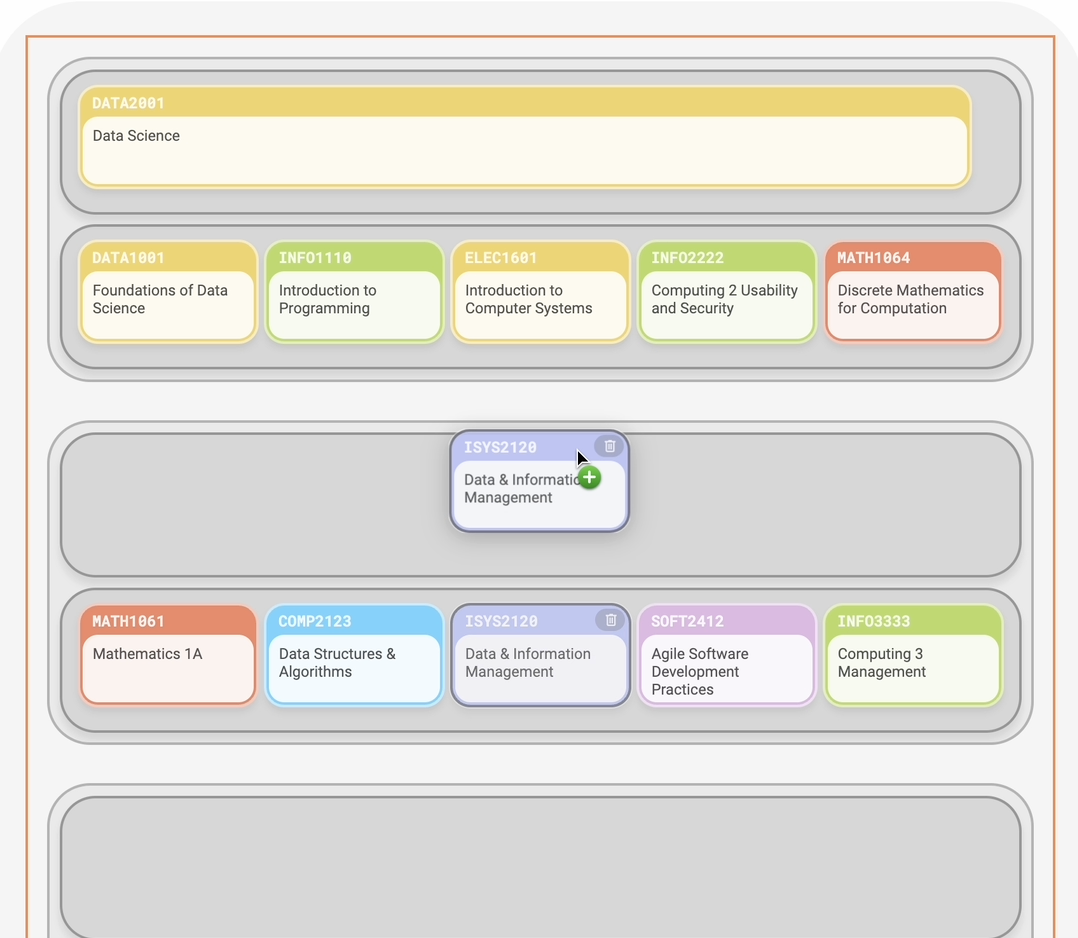 DATA2001
Data Science
DATA1001
Foundations of Data
Science
INFO1110
Introduction to
Programming
ELEC1601
Introduction to
Computer Systems
INFO2222
Computing 2 Usability
and Security
MATH1064
Discrete Mathematics
for Computation
ISYS2120
Data & Informatio
Management
MATH1061
Mathematics 1A
COMP2123
Data Structures &
Algorithms
ISYS2120
Data & Information
Management
SOFT2412
Agile Software
Development
Practices
INFO3333
Computing 3
Management